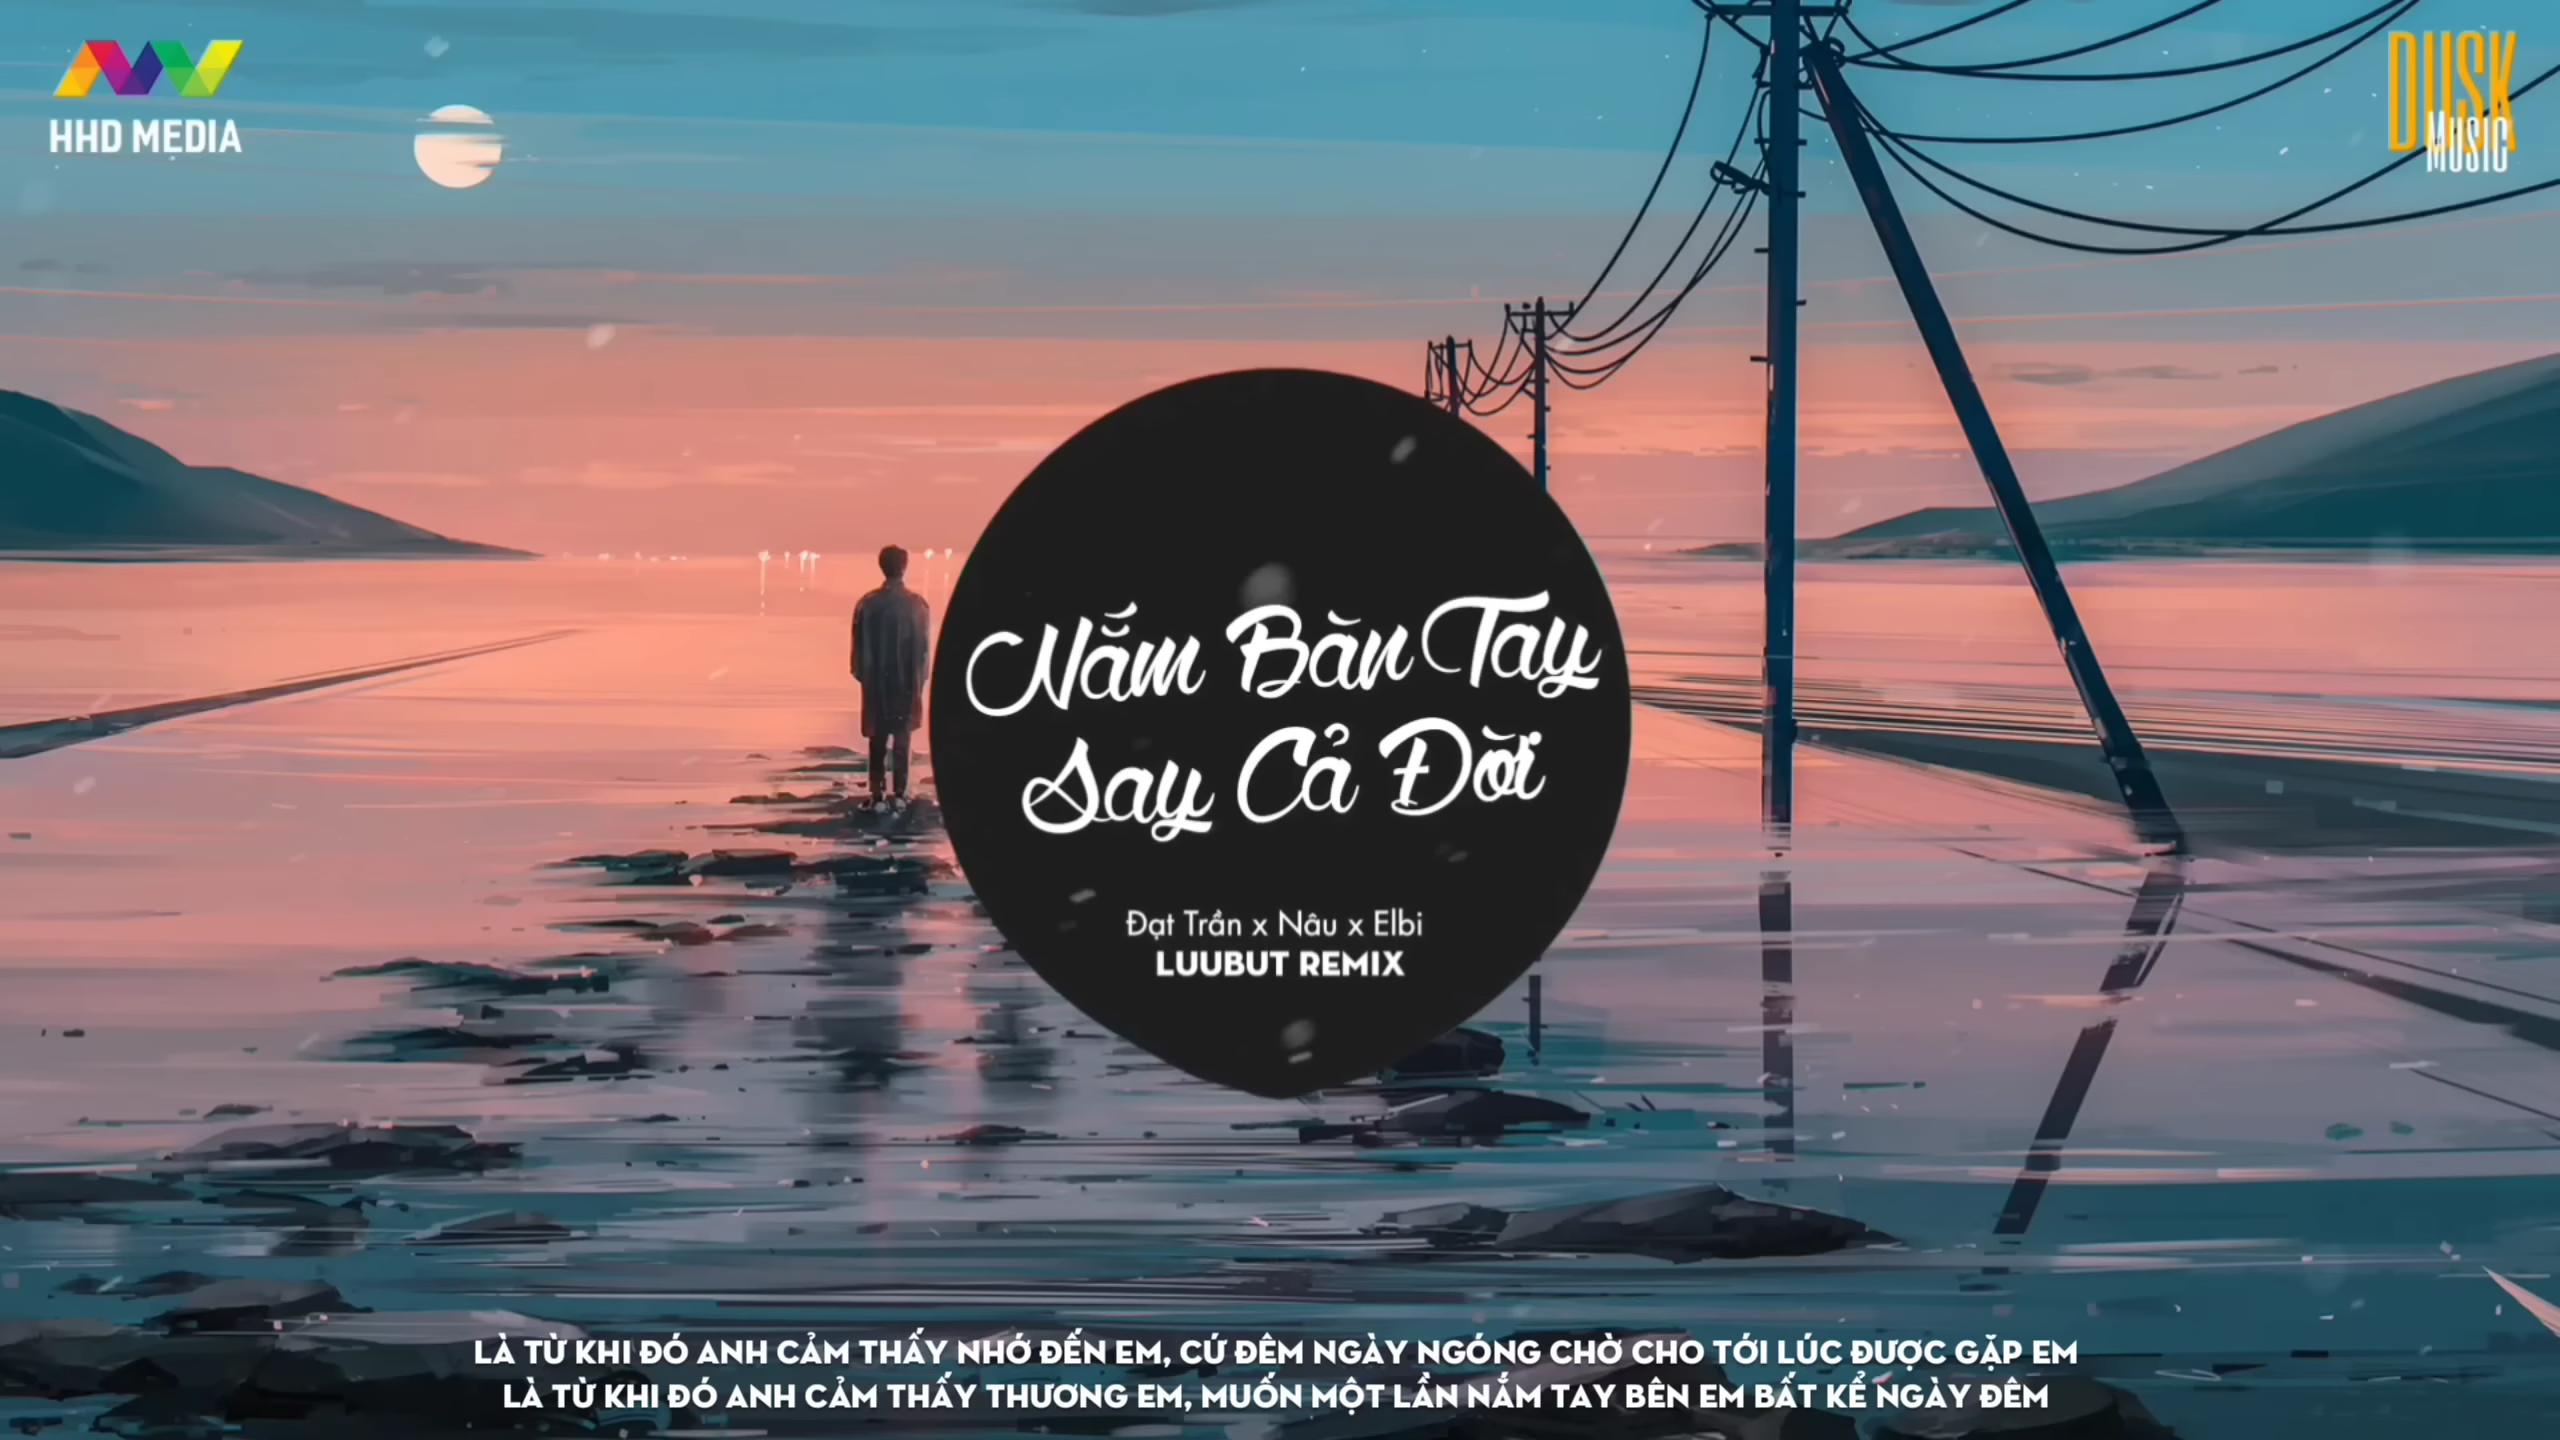 HHD MEDIA
DUSK
MUSIC
Nắm Bàn Tay
Say Cả Đời
Đạt Trần x Nâu x Elbi
LUUBUT REMIX
LÀ TỪ KHI ĐÓ ANH CẢM THẤY NHỚ ĐẾN EM, CỨ ĐÊM NGÀY NGÓNG CHỜ CHO TỚI LÚC ĐƯỢC GẶP EM
LÀ TỪ KHI ĐÓ ANH CẢM THẤY THƯƠNG EM, MUỐN MỘT LẦN NẮM TAY BÊN EM BẤT KỂ NGÀY ĐÊM